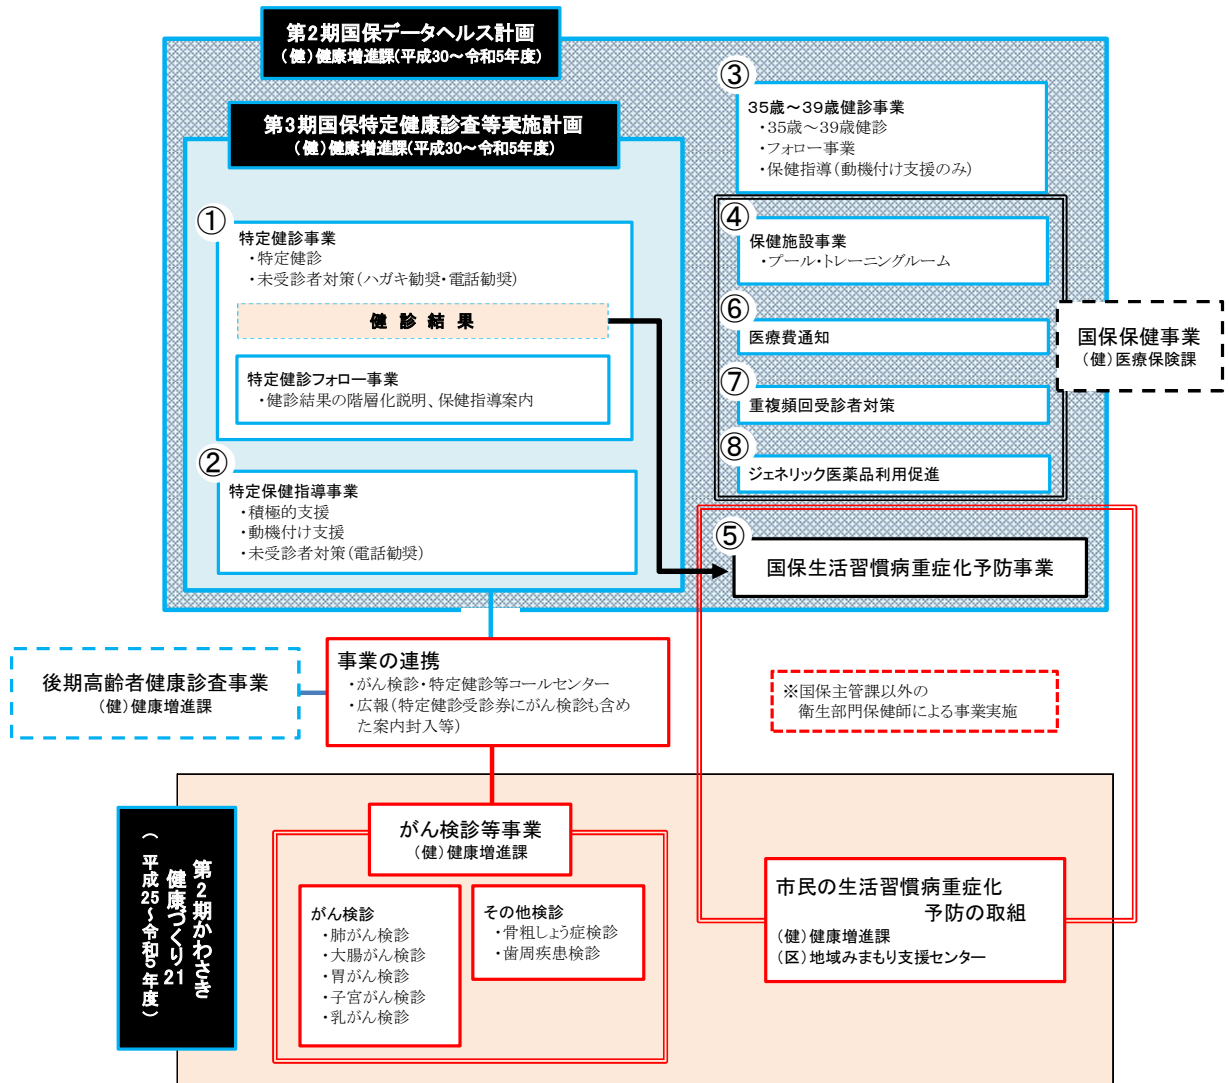 第2期国保データヘルス計画
(健)健康増進課(平成30～令和5年度)
第3期国保特定健康診査等実施計画
(健)健康増進課(平成30～令和5年度)
①
特定健診事業
・特定健診
・未受診者対策(ハガキ勧奨・電話勧奨)
健 診 結 果
特定健診フォロー事業
・健診結果の階層化説明、保健指導案内
②
特定保健指導事業
・積極的支援
・動機付け支援
・未受診者対策(電話勧奨)
③
35歳～39歳健診事業
・35歳～39歳健診
・フォロー事業
・保健指導(動機付け支援のみ)
④
保健施設事業
・プール・トレーニングルーム
⑥
医療費通知
⑦
重複頻回受診者対策
⑧
ジェネリック医薬品利用促進
国保保健事業
(健)医療保険課
⑤
国保生活習慣病重症化予防事業
後期高齢者健康診査事業
(健)健康増進課
事業の連携
・がん検診・特定健診等コールセンター
・広報(特定健診受診券にがん検診も含め
た案内封入等)
※国保主管課以外の
衛生部門保健師による事業実施
第2期かわさき
健康づくり21
(平成25～令和5年度)
がん検診等事業
(健)健康増進課
がん検診
・肺がん検診
・大腸がん検診
・胃がん検診
・子宮がん検診
・乳がん検診
その他検診
・骨粗しょう症検診
・歯周疾患検診
市民の生活習慣病重症化
予防の取組
(健)健康増進課
(区)地域みまもり支援センター